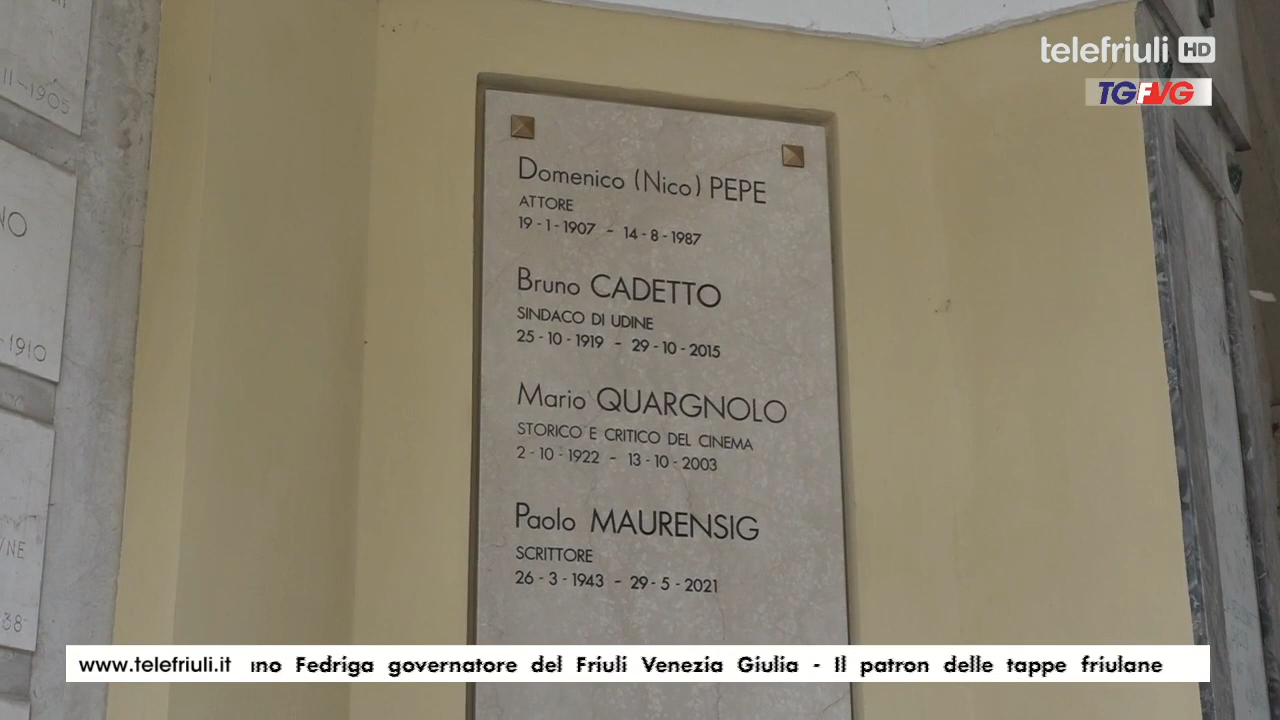 telefriuli HD
TGFVG
11-1905
Domenico (Nico) PEPE
ATTORE
19-1-1907 - 14-8-1987
Bruno CADETTO
SINDACO DI UDINE
25-10-1919 - 29-10-2015
Mario QUARGNOLO
STORICO E CRITICO DEL CINEMA
2-10-1922 - 13-10-2003
-1910
Paolo MAURENSIG
SCRITTORE
26-3-1943 - 29-5-2021
www.telefriuli.it
Fedriga governatore del Friuli Venezia Giulia - Il patron delle tappe friulane